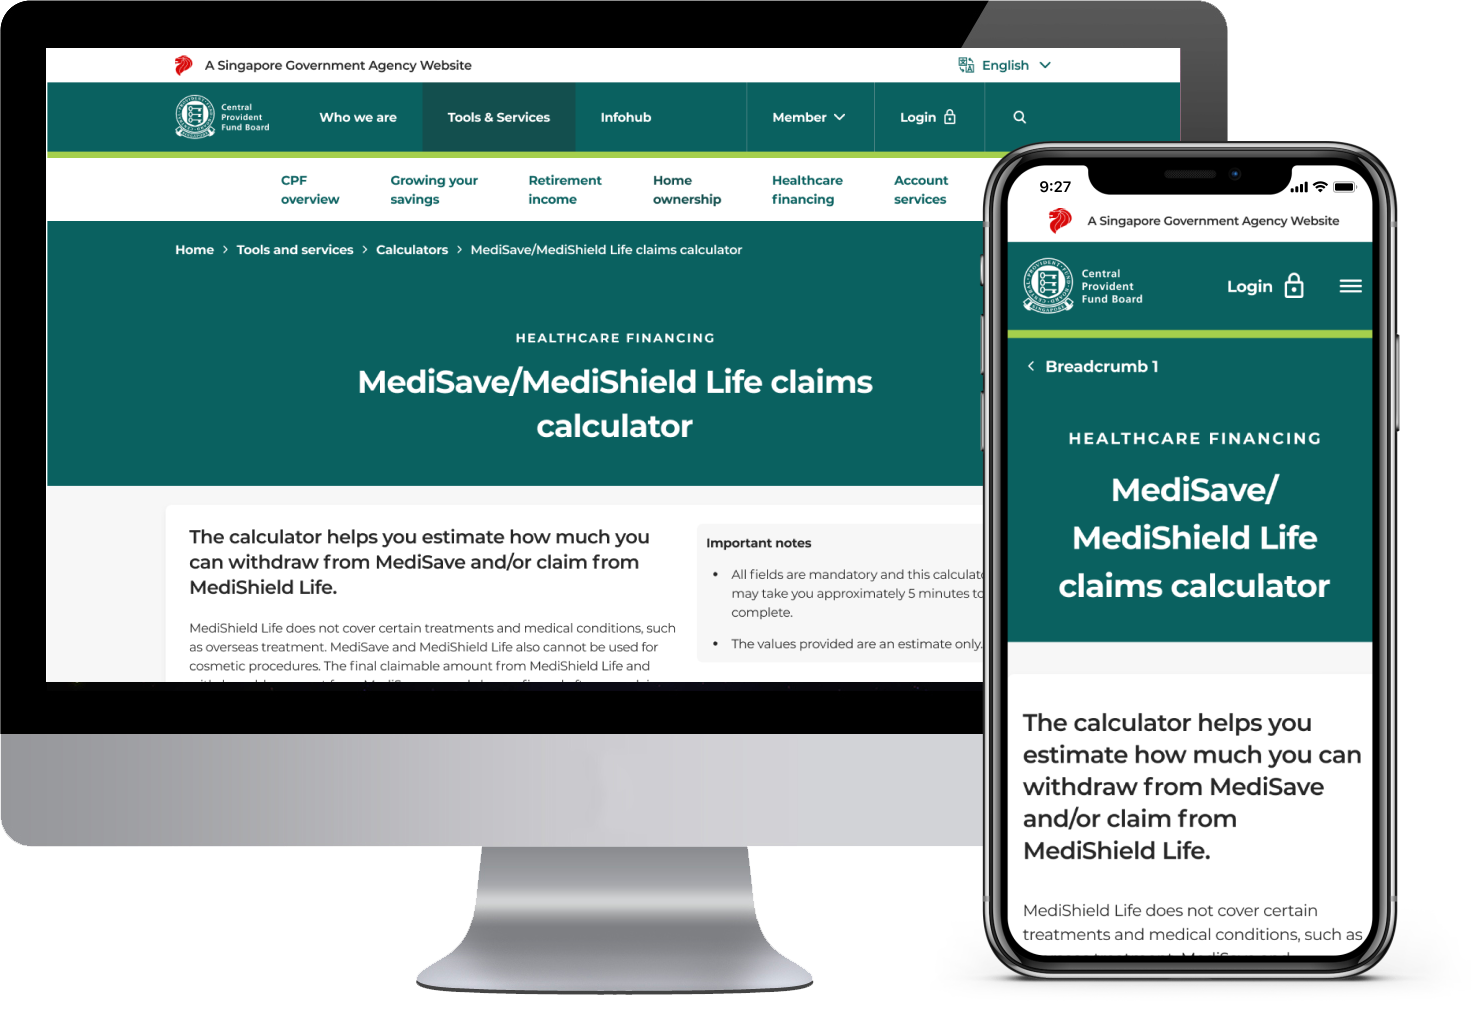 A Singapore Government Agency Website
English
Central
Provident
Fund Board
Who we are
Tools & Services
Infohub
Member
Login
CPF
overview
Growing your
savings
Retirement
income
Home
ownership
Healthcare
financing
Account
services
Home > Tools and services > Calculators > MediSave/MediShield Life claims calculator
HEALTHCARE FINANCING
MediSave/MediShield Life claims
calculator
The calculator helps you estimate how much you
can withdraw from MediSave and/or claim from
MediShield Life.
MediShield Life does not cover certain treatments and medical conditions, such
as overseas treatment. MediSave and MediShield Life also cannot be used for
cosmetic procedures. The final claimable amount from MediShield Life and
Important notes
• All fields are mandatory and this
may take you approximately 5 minutes to
complete.
• The values provided are an estimate only.
9:27
A Singapore Government Agency Website
Central
Provident
Fund Board
Login
< Breadcrumb 1
HEALTHCARE FINANCING
MediSave/
MediShield Life
claims calculator
The calculator helps you
estimate how much you can
withdraw from MediSave
and/or claim from
MediShield Life.
MediShield Life does not cover certain
treatments and medical conditions, such as